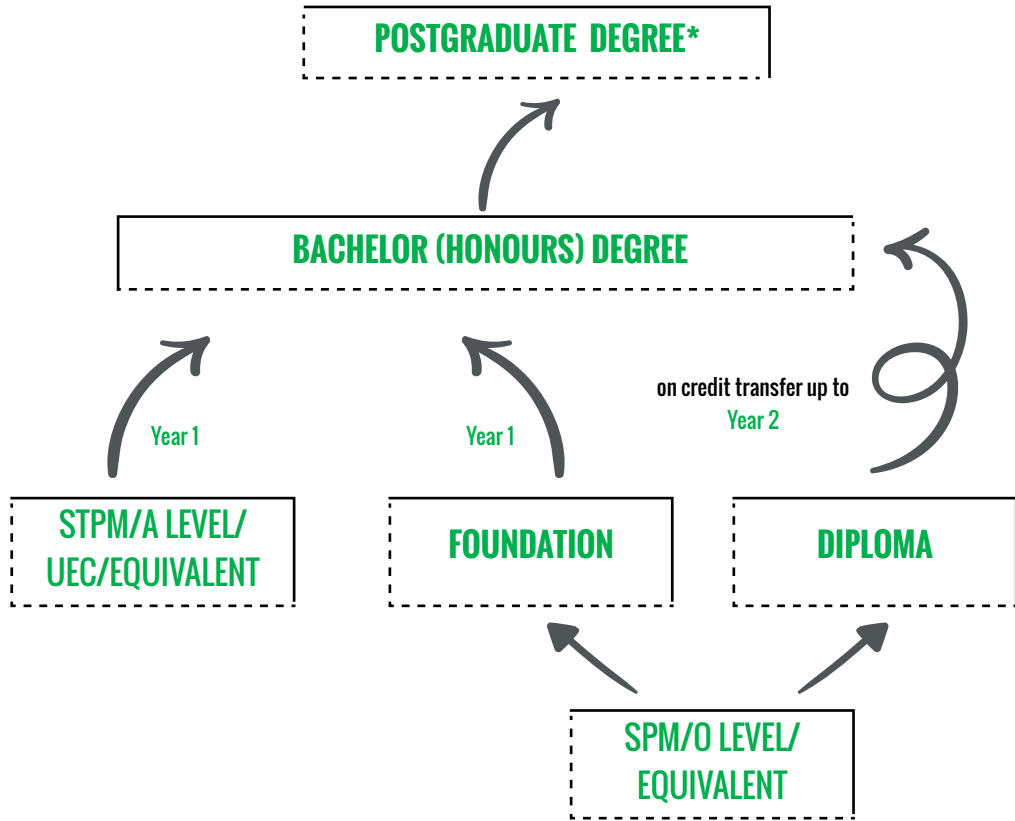 POSTGRADUATE DEGREE*
BACHELOR (HONOURS) DEGREE
on credit transfer up to
Year 2
Year 1
Year 1
STPM/A LEVEL/
UEC/EQUIVALENT
FOUNDATION
DIPLOMA
SPM/O LEVEL/
EQUIVALENT